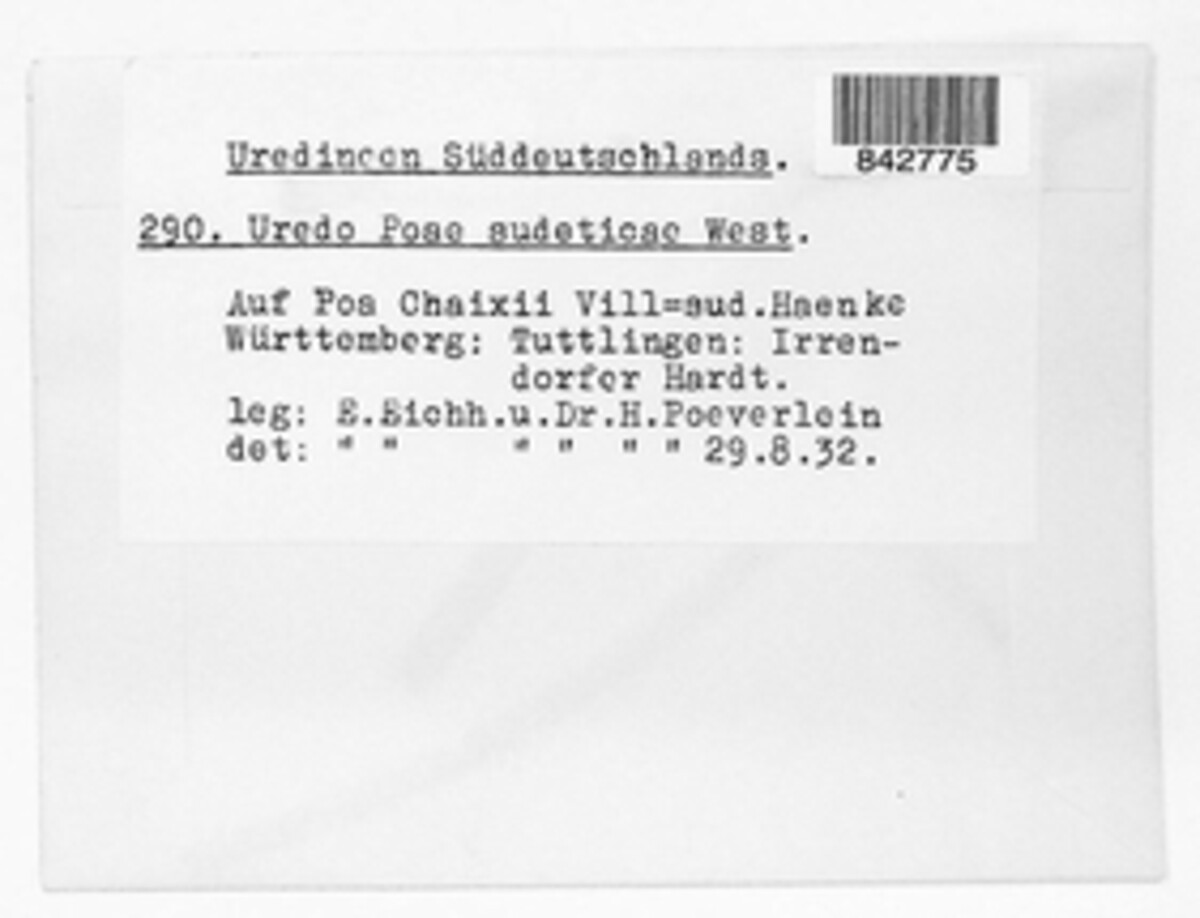 842775
Uredineen Süddeutschlands.
290. Uredo Poae sudeticae West.
Auf Poa Chaixii Vill=sud.Haenke
Württemberg: Tuttlingen: Irren-
dorfer Hardt.
leg: E.Eichh.u.Dr.H.Poeverlein
det: " " " " " " 29.8.32.